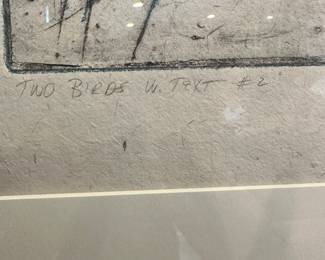 TWO BIRDS W. TEXT #2